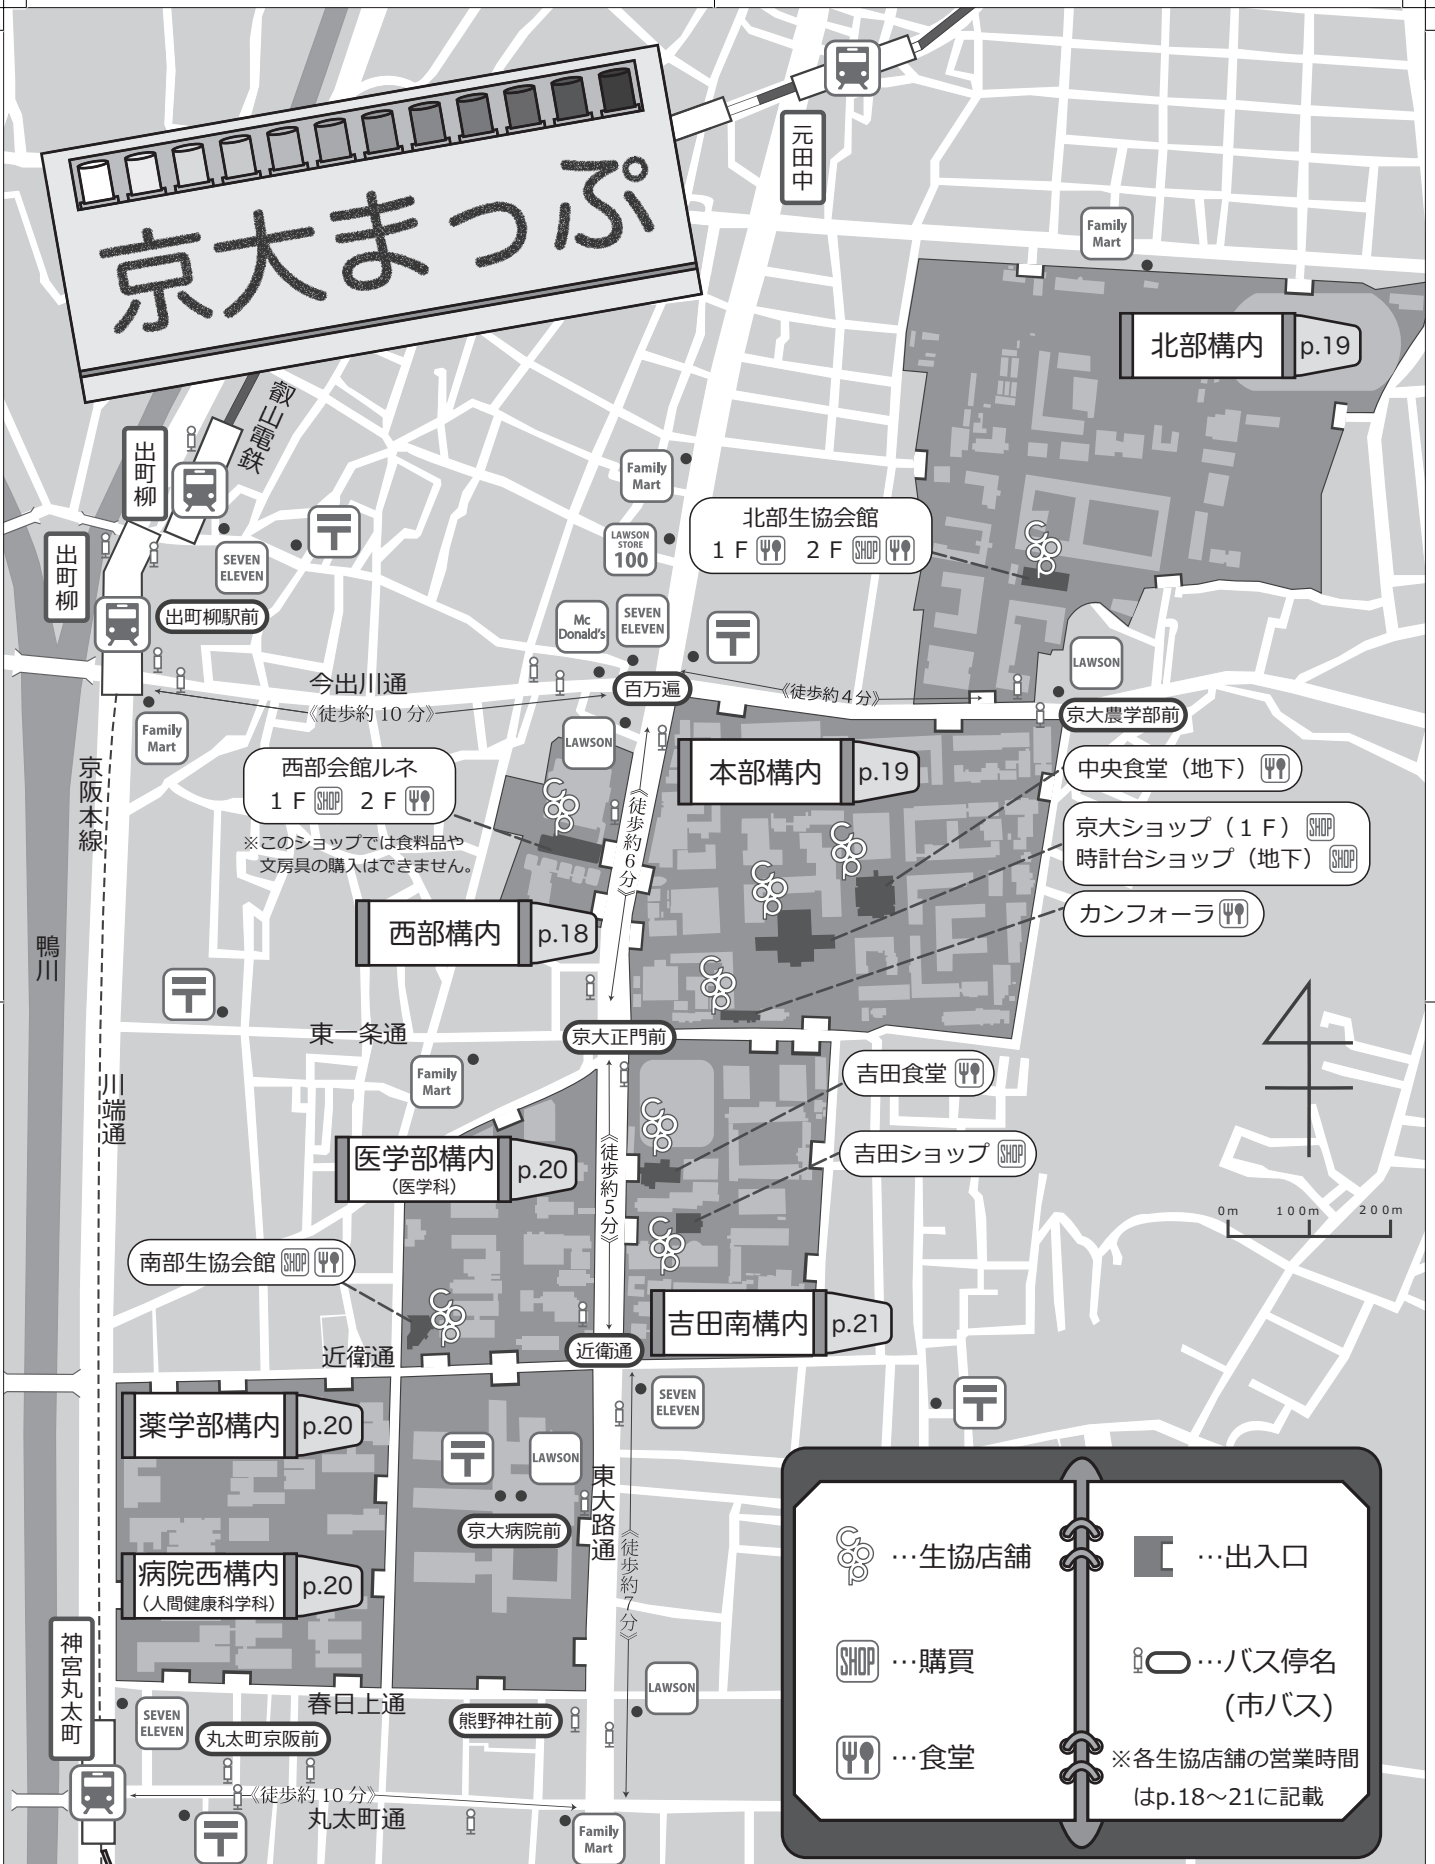 京大まっぷ
元田中
Family
Mart
北部構内
p.19
叡山電鉄
出町柳
出町柳
SEVEN
ELEVEN
出町柳駅前
Family
Mart
LAWSON
STORE
100
北部生協会館
1F 2F SHOP
COOP
Mc
Donald's
SEVEN
ELEVEN
LAWSON
今出川通
《徒歩約10分》
百万遍
《徒歩約4分》
京大農学部前
Family
Mart
LAWSON
京阪本線
西部会館ルネ
1F SHOP 2F
※このショップでは食料品や
文房具の購入はできません。
COOP
《徒歩約6分》
本部構内
p.19
中央食堂（地下）
京大ショップ（1F） SHOP
時計台ショップ（地下） SHOP
カンフォーラ
COOP
COOP
COOP
西部構内
p.18
鴨川
東一条通
京大正門前
Family
Mart
川端通
吉田食堂
吉田ショップ SHOP
COOP
COOP
医学部構内
(医学科)
p.20
《徒歩約5分》
0m 100m 200m
南部生協会館 SHOP
COOP
吉田南構内
p.21
近衛通
近衛通
SEVEN
ELEVEN
薬学部構内
p.20
LAWSON
東大路通
京大病院前
病院西構内
(人間健康科学科)
p.20
《徒歩約7分》
神宮丸太町
SEVEN
ELEVEN
春日上通
丸太町京阪前
熊野神社前
LAWSON
《徒歩約10分》
丸太町通
Family
Mart
COOP …生協店舗
SHOP …購買
…食堂
…出入口
…バス停名
(市バス)
※各生協店舗の営業時間
はp.18～21に記載